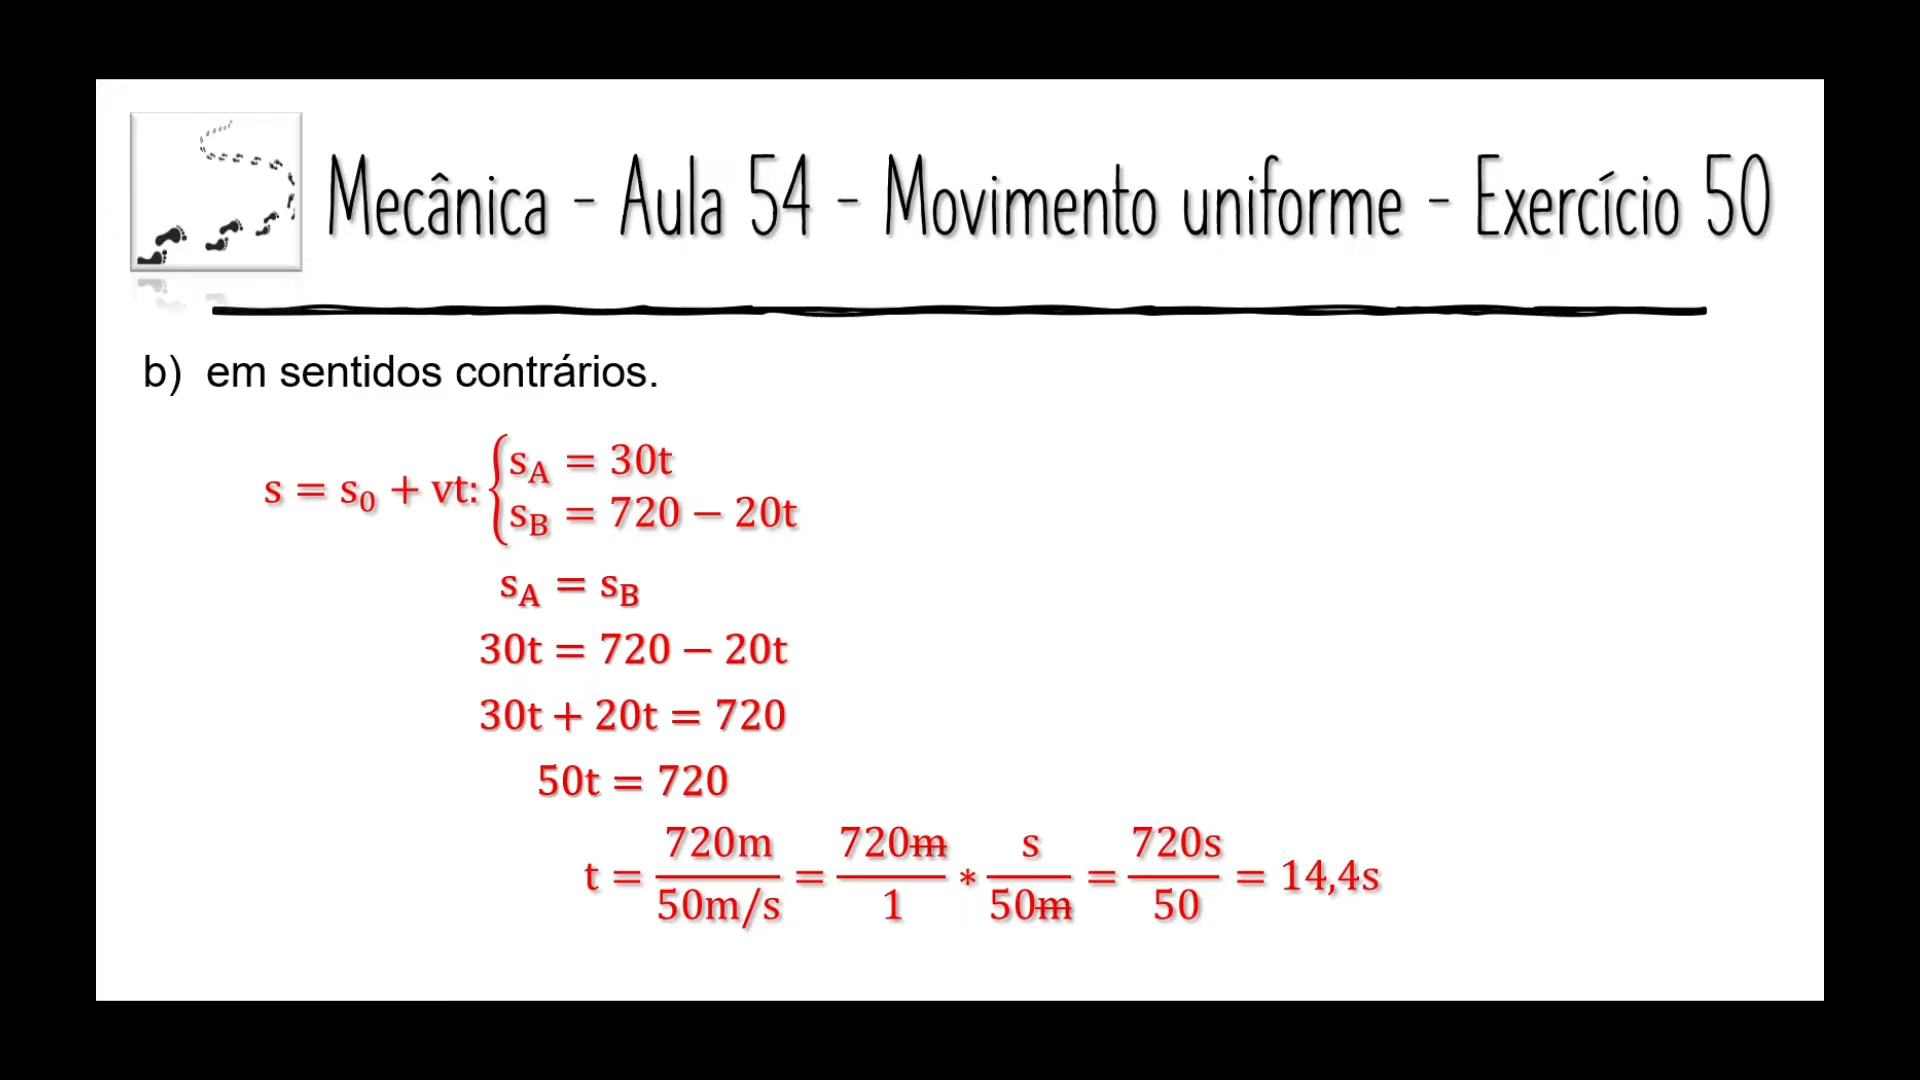 Mecânica - Aula 54 - Movimento uniforme - Exercício 50
b) em sentidos contrários.
s = s₀ + vt: { s_A = 30t
s_B = 720 − 20t
s_A = s_B
30t = 720 − 20t
30t + 20t = 720
50t = 720
t = 720m/50m/s = 720m/1 * s/50m = 720s/50 = 14,4s